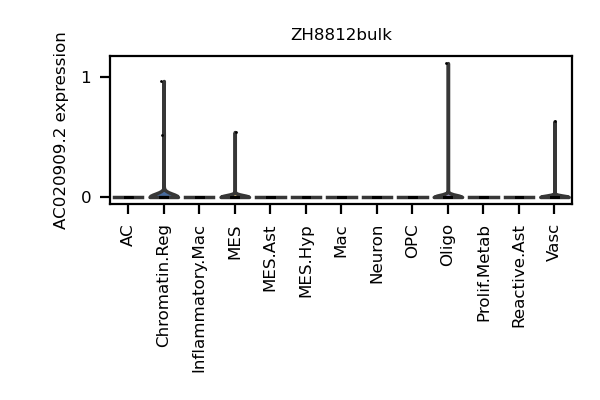 ZH8812bulk
AC020909.2 expression
1
0
AC
Chromatin.Reg
Inflammatory.Mac
MES
MES.Ast
MES.Hyp
Mac
Neuron
OPC
Oligo
Prolif.Metab
Reactive.Ast
Vasc